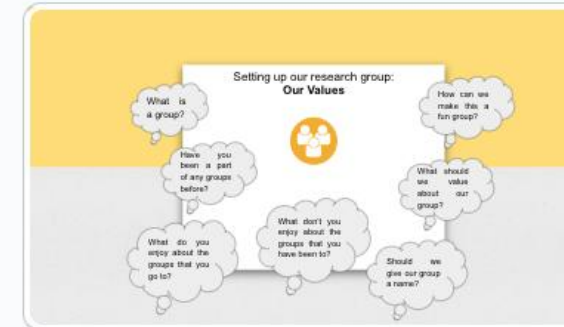 Setting up our research group:
Our Values
What is
a group?
How can we
make this a
fun group?
Have you
been a part
of any groups
before?
What should
we value
about our
group?
What do you
enjoy about the
groups that you
go to?
What don't you
enjoy about the
groups that you
have been to?
Should we
give our group
a name?